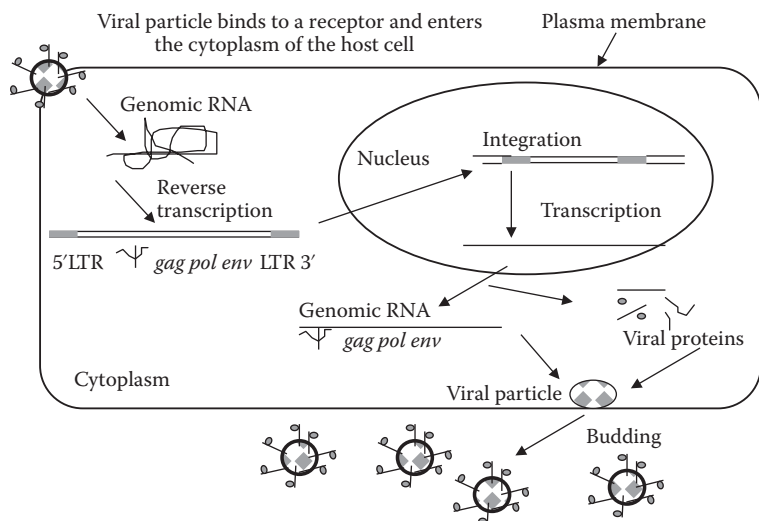 Viral particle binds to a receptor and enters
the cytoplasm of the host cell
Plasma membrane
Genomic RNA
Nucleus
Integration
Reverse
transcription
Transcription
5′LTR gag pol env LTR 3′
Genomic RNA
gag pol env
Viral proteins
Cytoplasm
Viral particle
Budding